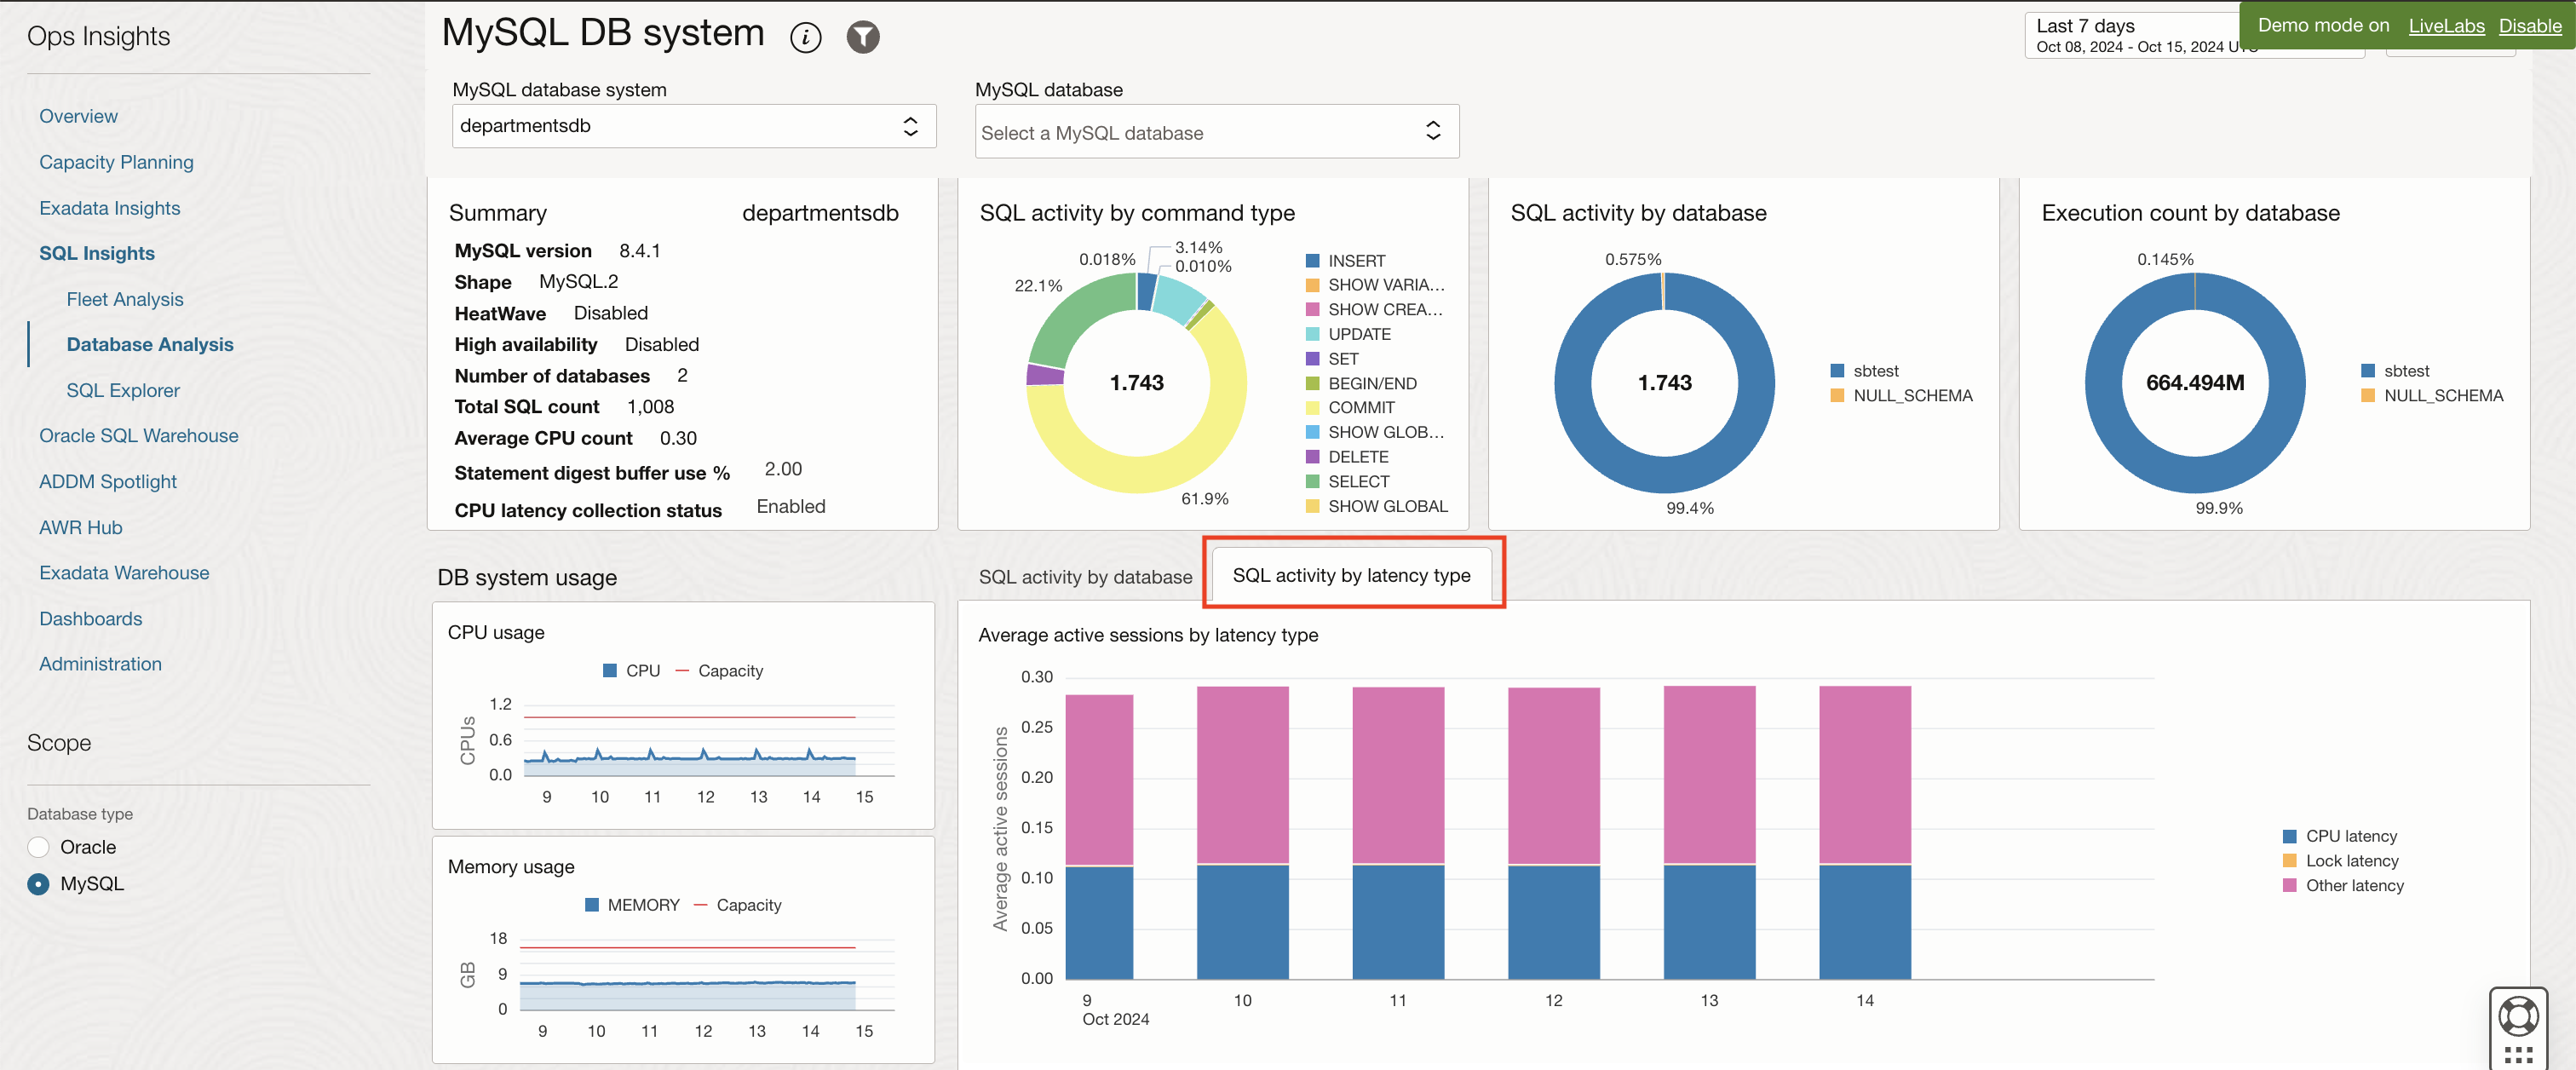 Ops Insights
Overview
Capacity Planning
Exadata Insights
SQL Insights
Fleet Analysis
Database Analysis
SQL Explorer
Oracle SQL Warehouse
ADDM Spotlight
AWR Hub
Exadata Warehouse
Dashboards
Administration
Scope
Database type
Oracle
MySQL
MySQL DB system
i
Last 7 days
Oct 08, 2024 - Oct 15, 2024
Demo mode on LiveLabs Disable
MySQL database system
departmentsdb
MySQL database
Select a MySQL database
Summary departmentsdb
MySQL version 8.4.1
Shape MySQL.2
HeatWave Disabled
High availability Disabled
Number of databases 2
Total SQL count 1,008
Average CPU count 0.30
Statement digest buffer use % 2.00
CPU latency collection status Enabled
SQL activity by command type
0.018%
3.14%
0.010%
22.1%
1.743
61.9%
INSERT
SHOW VARIA...
SHOW CREA...
UPDATE
SET
BEGIN/END
COMMIT
SHOW GLOB...
DELETE
SELECT
SHOW GLOBAL
SQL activity by database
0.575%
1.743
99.4%
sbtest
NULL_SCHEMA
Execution count by database
0.145%
664.494M
99.9%
sbtest
NULL_SCHEMA
DB system usage
CPU usage
CPU Capacity
CPUs
1.2
0.6
0.0
9 10 11 12 13 14 15
Memory usage
MEMORY Capacity
GB
18
9
0
9 10 11 12 13 14 15
SQL activity by database
SQL activity by latency type
Average active sessions by latency type
Average active sessions
0.30
0.25
0.20
0.15
0.10
0.05
0.00
9 10 11 12 13 14
Oct 2024
CPU latency
Lock latency
Other latency